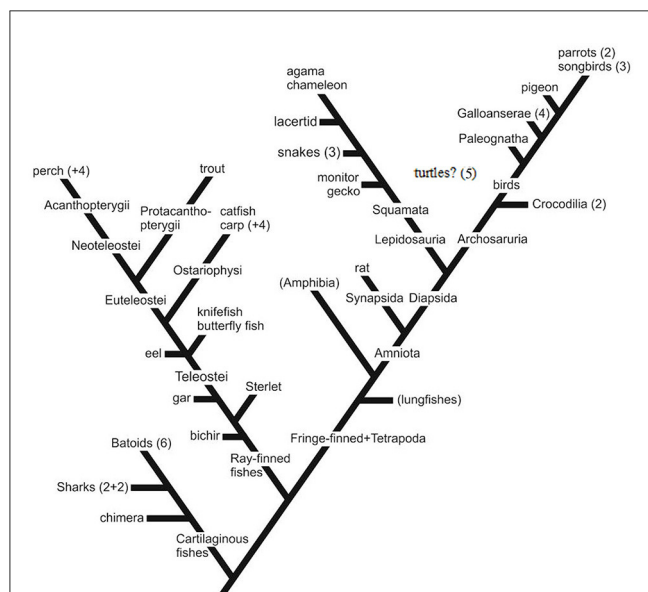 parrots (2)
songbirds (3)
pigeon
Galloanserae (4)
Paleognatha
birds
Crocodilia (2)
agama
chameleon
lacertid
snakes (3)
monitor
gecko
turtles? (5)
Squamata
Lepidosauria
Archosaruria
perch (+4)
Acanthopterygii
Neoteleostei
trout
Protacantho-
pterygii
catfish
carp (+4)
Ostariophysi
Euteleostei
knifefish
butterfly fish
eel
Teleostei
gar
Sterlet
bichir
Ray-finned
fishes
(Amphibia)
rat
Synapsida
Diapsida
Amniota
(lungfishes)
Fringe-finned+Tetrapoda
Batoids (6)
Sharks (2+2)
chimera
Cartilaginous
fishes